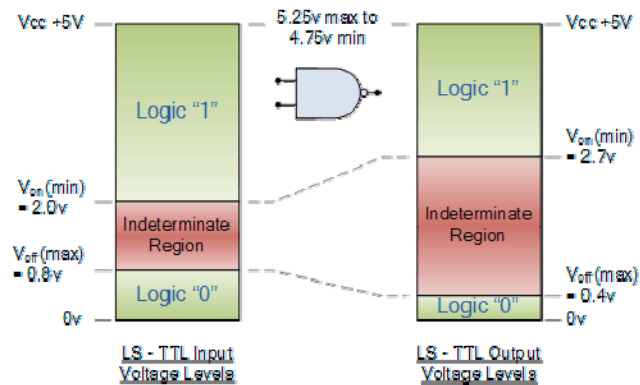 Vcc +5V
5.25v max to
4.75v min
Vcc +5V
Logic "1"
Logic "1"
Von(min)
= 2.0v
Von(min)
= 2.7v
Indeterminate
Region
Indeterminate
Region
Voff(max)
= 0.8v
Voff(max)
= 0.4v
Logic "0"
Logic "0"
0v
0v
LS - TTL Input
Voltage Levels
LS - TTL Output
Voltage Levels